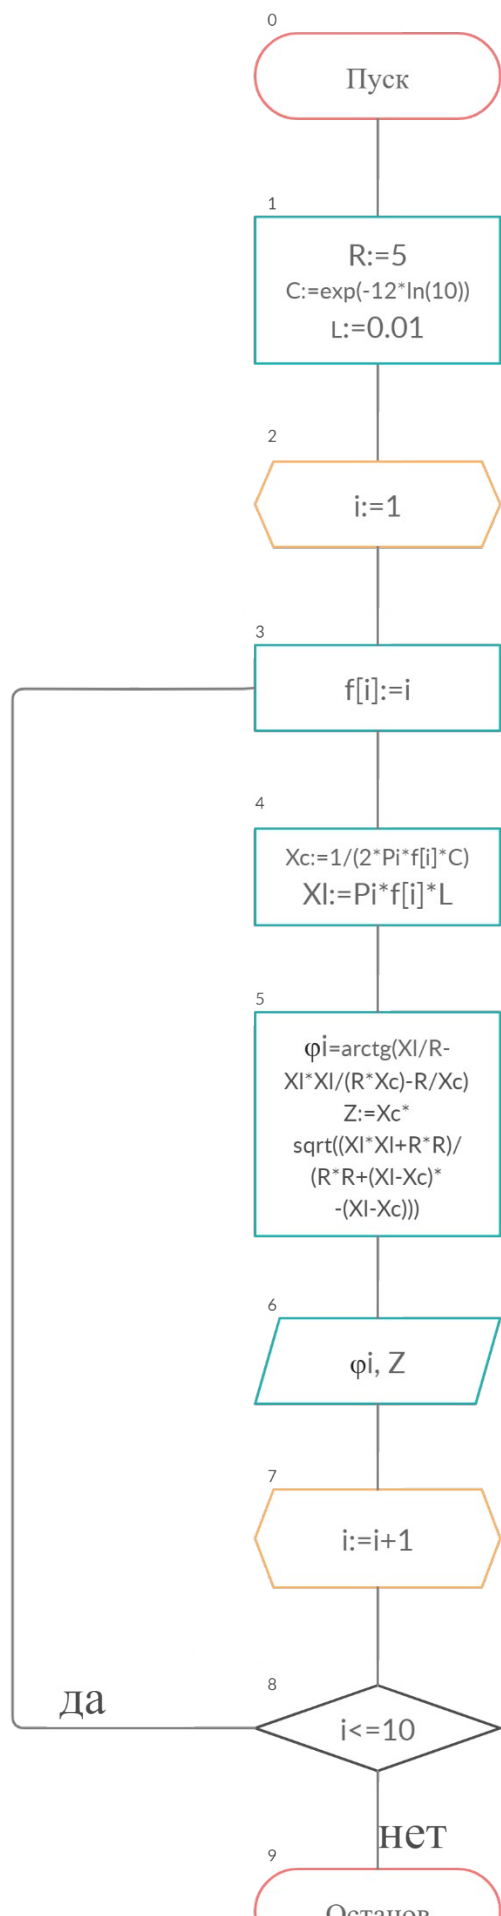 0
Пуск
1
R:=5
C:=exp(-12*ln(10))
L:=0.01
2
i:=1
3
f[i]:=i
4
Xc:=1/(2*Pi*f[i]*C)
Xl:=Pi*f[i]*L
5
φi=arctg(Xl/R-
Xl*Xl/(R*Xc)-R/Xc)
Z:=Xc*
sqrt((Xl*Xl+R*R)/
(R*R+(Xl-Xc)*
-(Xl-Xc)))
6
φi, Z
7
i:=i+1
8
да
i<=10
нет
9
Останов